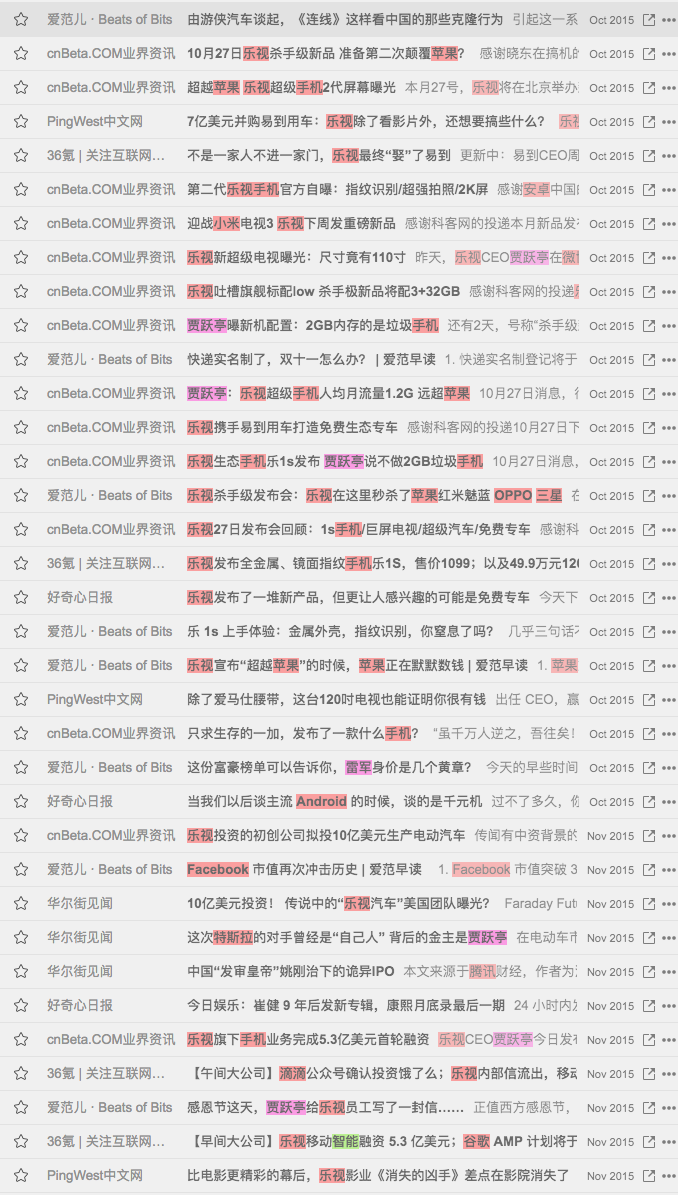 爱范儿 · Beats of Bits 由游侠汽车谈起，《连线》这样看中国的那些克隆行为 引起这一系 Oct 2015
cnBeta.COM业界资讯 10月27日乐视杀手级新品 准备第二次颠覆苹果？ 感谢晓东在搞机的 Oct 2015
cnBeta.COM业界资讯 超越苹果 乐视超级手机2代屏幕曝光 本月27号，乐视将在北京举办 Oct 2015
PingWest中文网 7亿美元并购易到用车：乐视除了看影片外，还想要搞些什么？ 乐视 Oct 2015
36氪 | 关注互联网... 不是一家人不进一家门，乐视最终“娶”了易到 更新中：易到CEO周 Oct 2015
cnBeta.COM业界资讯 第二代乐视手机官方自曝：指纹识别/超强拍照/2K屏 感谢安卓中国的 Oct 2015
cnBeta.COM业界资讯 迎战小米电视3 乐视下周发重磅新品 感谢科客网的投递本月新品发布 Oct 2015
cnBeta.COM业界资讯 乐视新超级电视曝光：尺寸竟有110寸 昨天，乐视CEO贾跃亭在微博 Oct 2015
cnBeta.COM业界资讯 乐视吐槽旗舰标配low 杀手极新品将配3+32GB 感谢科客网的投递 Oct 2015
cnBeta.COM业界资讯 贾跃亭曝新机配置：2GB内存的是垃圾手机 还有2天，号称“杀手级 Oct 2015
爱范儿 · Beats of Bits 快递实名制了，双十一怎么办？ | 爱范早读 1. 快递实名制登记将于 Oct 2015
cnBeta.COM业界资讯 贾跃亭：乐视超级手机人均月流量1.2G 远超苹果 10月27日消息， Oct 2015
cnBeta.COM业界资讯 乐视携手易到用车打造免费生态专车 感谢科客网的投递10月27日下 Oct 2015
cnBeta.COM业界资讯 乐视生态手机乐1s发布 贾跃亭说不做2GB垃圾手机 10月27日消息， Oct 2015
爱范儿 · Beats of Bits 乐视杀手级发布会：乐视在这里秒杀了苹果红米魅蓝 OPPO 三星 在 Oct 2015
cnBeta.COM业界资讯 乐视27日发布会回顾：1s手机/巨屏电视/超级汽车/免费专车 感谢科 Oct 2015
36氪 | 关注互联网... 乐视发布全金属、镜面指纹手机乐1S，售价1099；以及49.9万元120 Oct 2015
好奇心日报 乐视发布了一堆新产品，但更让人感兴趣的可能是免费专车 今天下 Oct 2015
爱范儿 · Beats of Bits 乐 1s 上手体验：金属外壳，指纹识别，你窒息了吗？ 几乎三句话不 Oct 2015
爱范儿 · Beats of Bits 乐视宣布“超越苹果”的时候，苹果正在默默数钱 | 爱范早读 1. 苹果 Oct 2015
PingWest中文网 除了爱马仕腰带，这台120吋电视也能证明你很有钱 出任 CEO，赢 Oct 2015
cnBeta.COM业界资讯 只求生存的一加，发布了一款什么手机？ “虽千万人逆之，吾往矣！ Oct 2015
爱范儿 · Beats of Bits 这份富豪榜单可以告诉你，雷军身价是几个黄章？ 今天的早些时间 Oct 2015
好奇心日报 当我们以后谈主流 Android 的时候，谈的是千元机 过不了多久，你 Oct 2015
cnBeta.COM业界资讯 乐视投资的初创公司拟投10亿美元生产电动汽车 传闻有中资背景的 Nov 2015
爱范儿 · Beats of Bits Facebook 市值再次冲击历史 | 爱范早读 1. Facebook 市值突破 3 Nov 2015
华尔街见闻 10亿美元投资！ 传说中的“乐视汽车”美国团队曝光？ Faraday Futu Nov 2015
华尔街见闻 这次特斯拉的对手曾经是“自己人” 背后的金主是贾跃亭 在电动车市 Nov 2015
华尔街见闻 中国“发审皇帝”姚刚治下的诡异IPO 本文来源于腾讯财经，作者为 Nov 2015
好奇心日报 今日娱乐：崔健 9 年后发新专辑，康熙月底录最后一期 24 小时内发 Nov 2015
cnBeta.COM业界资讯 乐视旗下手机业务完成5.3亿美元首轮融资 乐视CEO贾跃亭今日发布 Nov 2015
36氪 | 关注互联网... 【午间大公司】滴滴公众号确认投资饿了么；乐视内部信流出，移动 Nov 2015
爱范儿 · Beats of Bits 感恩节这天，贾跃亭给乐视员工写了一封信…… 正值西方感恩节， Nov 2015
36氪 | 关注互联网... 【早间大公司】乐视移动智能融资 5.3 亿美元；谷歌 AMP 计划将于 Nov 2015
PingWest中文网 比电影更精彩的幕后，乐视影业《消失的凶手》差点在影院消失了 Nov 2015